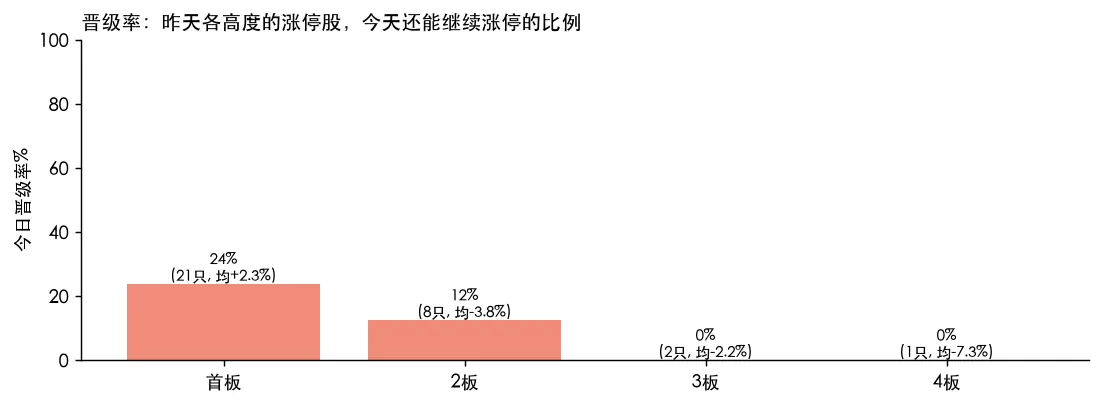 晋级率：昨天各高度的涨停股，今天还能继续涨停的比例
100
80
60
40
20
0
今日晋级率%
24%
(21只, 均+2.3%)
12%
(8只, 均-3.8%)
0%
(2只, 均-2.2%)
0%
(1只, 均-7.3%)
首板
2板
3板
4板